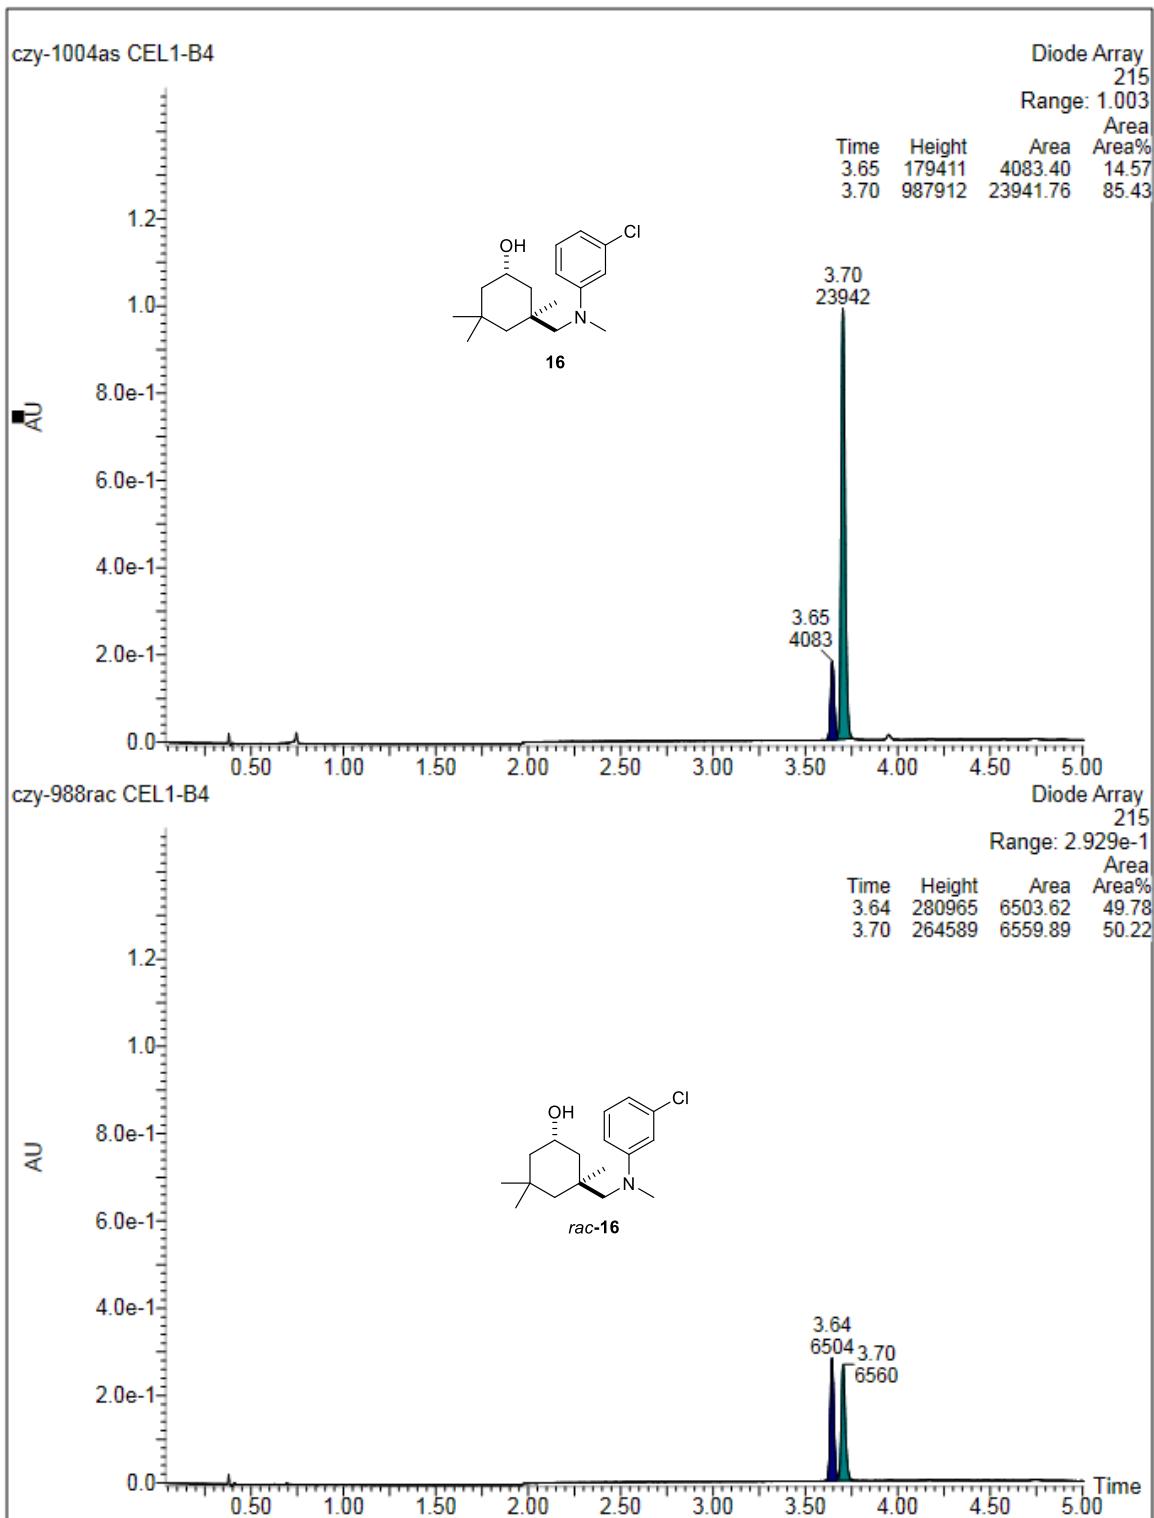 czy-1004as CEL1-B4
Diode Array
215
Range: 1.003
Area
Time Height Area Area%
3.65 179411 4083.40 14.57
3.70 987912 23941.76 85.43
1.2
Cl
OH
3.70
23942
1.0
N
16
8.0e-1
AU
6.0e-1
4.0e-1
3.65
4083
2.0e-1
0.0
0.50 1.00 1.50 2.00 2.50 3.00 3.50 4.00 4.50 5.00
czy-988rac CEL1-B4
Diode Array
215
Range: 2.929e-1
Area
Time Height Area Area%
3.64 280965 6503.62 49.78
3.70 264589 6559.89 50.22
1.2
1.0
Cl
OH
8.0e-1
AU
N
rac-16
6.0e-1
4.0e-1
3.64
6504
3.70
6560
2.0e-1
0.0
Time
0.50 1.00 1.50 2.00 2.50 3.00 3.50 4.00 4.50 5.00